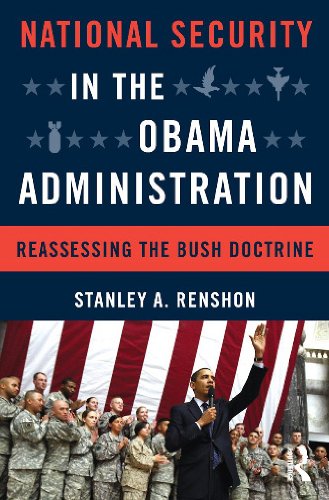 NATIONAL SECURITY
IN THE
OBAMA
ADMINISTRATION
REASSESSING THE BUSH DOCTRINE
STANLEY A. RENSHON